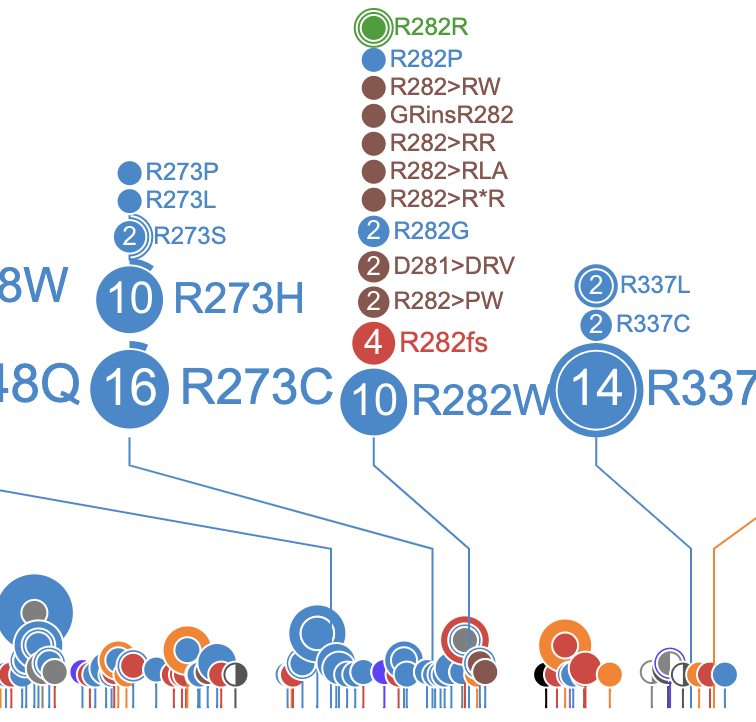 R282R
R282P
R282>RW
GRinsR282
R282>RR
R282>RLA
R282>R*R
2 R282G
2 D281>DRV
2 R282>PW
4 R282fs
10 R282W
R273P
R273L
2 R273S
10 R273H
16 R273C
8W
48Q
2 R337L
2 R337C
14 R337